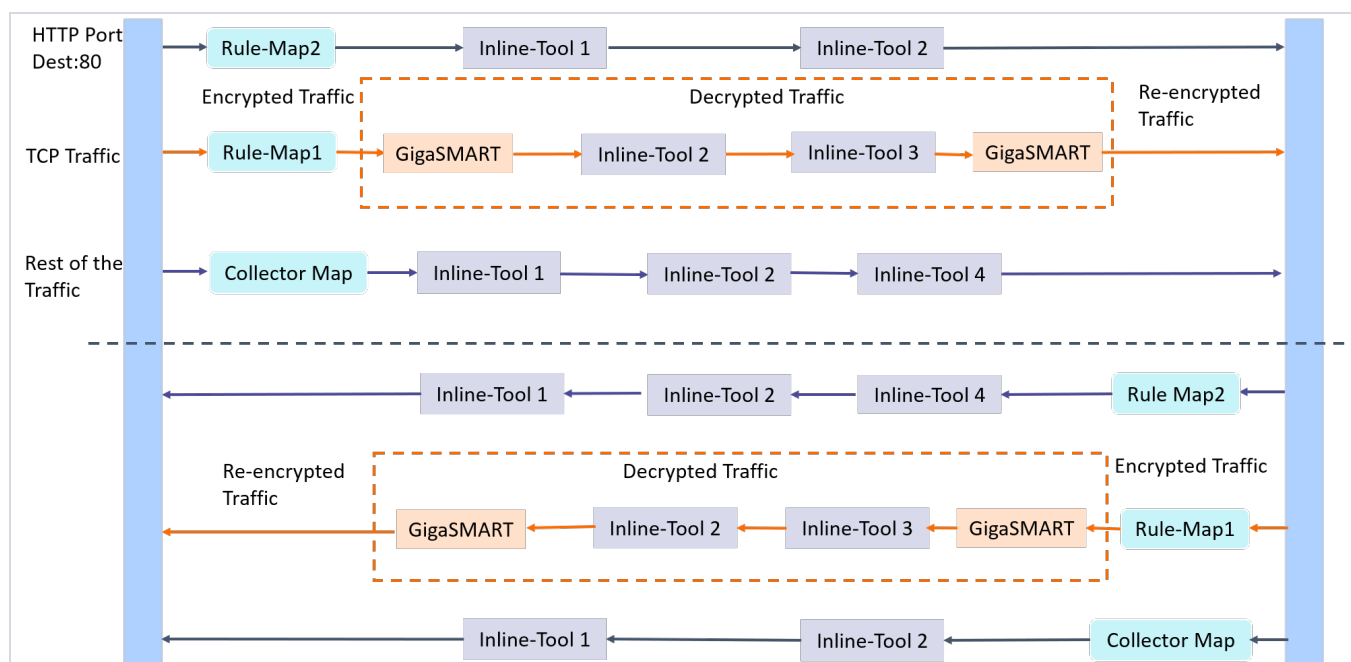 HTTP Port
Dest:80
Rule-Map2
Inline-Tool 1
Inline-Tool 2
Encrypted Traffic
Decrypted Traffic
Re-encrypted
Traffic
TCP Traffic
Rule-Map1
GigaSMART
Inline-Tool 2
Inline-Tool 3
GigaSMART
Rest of the
Traffic
Collector Map
Inline-Tool 1
Inline-Tool 2
Inline-Tool 4
Inline-Tool 1
Inline-Tool 2
Inline-Tool 4
Rule Map2
Re-encrypted
Traffic
Decrypted Traffic
Encrypted Traffic
GigaSMART
Inline-Tool 2
Inline-Tool 3
GigaSMART
Rule-Map1
Inline-Tool 1
Inline-Tool 2
Collector Map